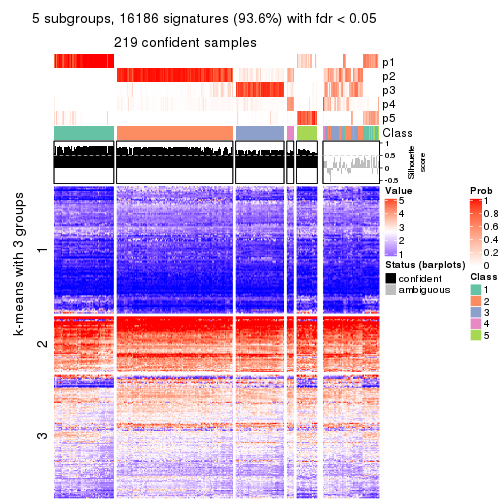 5 subgroups, 16186 signatures (93.6%) with fdr < 0.05
219 confident samples
p1
p2
p3
p4
p5
Class
1
0.5
0
-0.5
Silhouette
score
k-means with 3 groups
1
2
3
Value
5
4
3
2
1
Status (barplots)
confident
ambiguous
Prob
1
0.8
0.6
0.4
0.2
0
Class
1
2
3
4
5